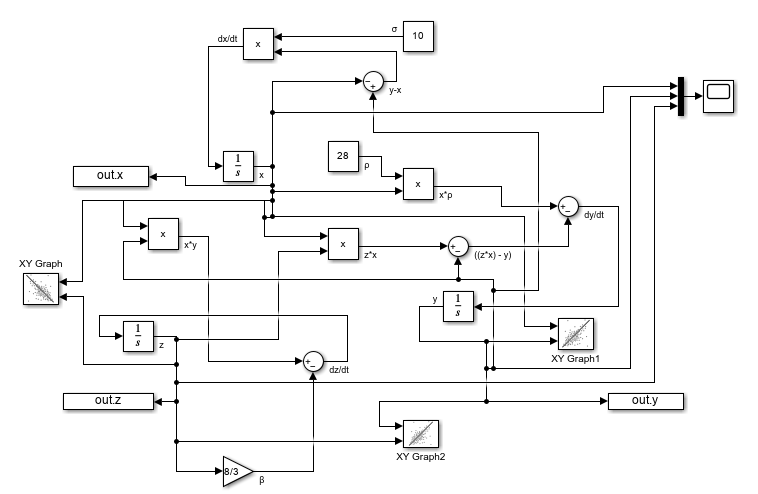 σ
10
dx/dt
x
y-x
28
ρ
1
s
x
out.x
x
x*ρ
dy/dt
x
x*y
x
z*x
((z*x) - y)
XY Graph
y
1
s
1
s
z
XY Graph1
dz/dt
out.z
out.y
XY Graph2
8/3
β